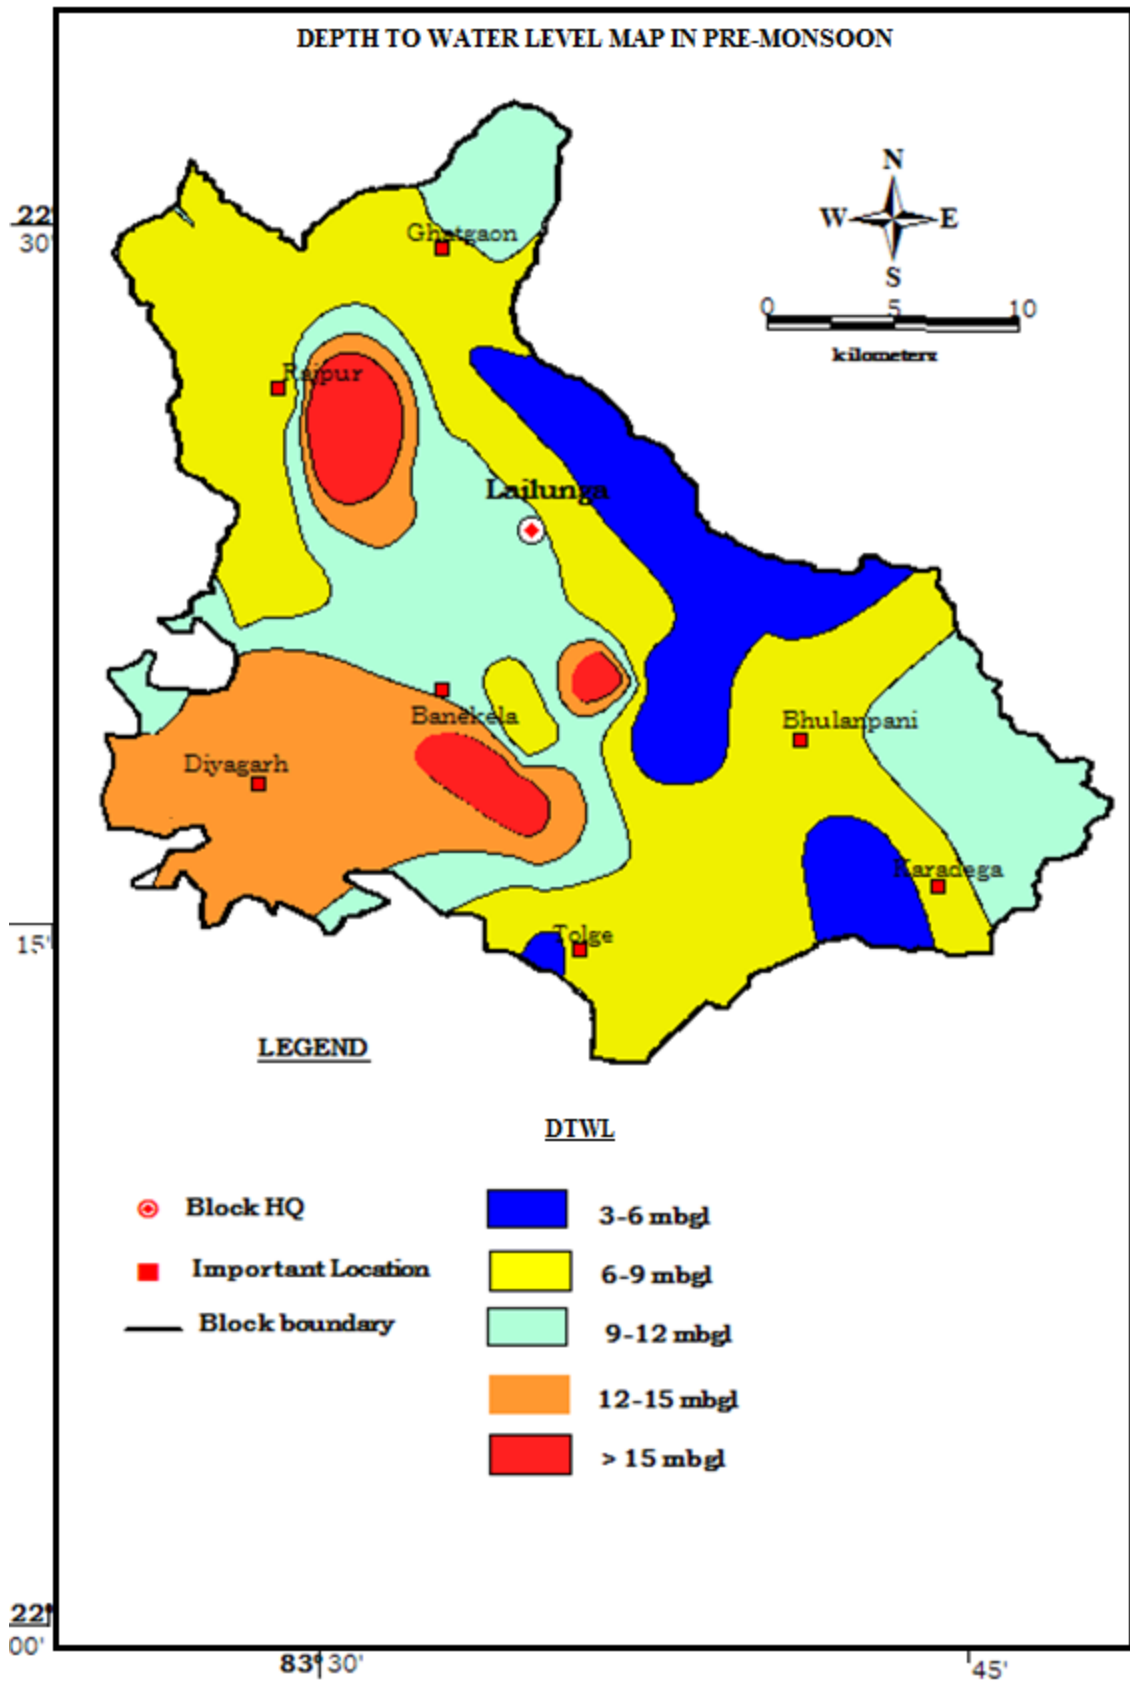 DEPTH TO WATER LEVEL MAP IN PRE-MONSOON
N
W E
S
0 5 10
kilometers
22°
30'
Ghatgaon
Rajpur
Lailunga
Banekela
Bhulanpani
Diyagarh
Karadega
15'
Tolge
LEGEND
DTWL
Block HQ
3-6 mbgl
Important Location
6-9 mbgl
Block boundary
9-12 mbgl
12-15 mbgl
> 15 mbgl
22°
00'
83° 30'
45'